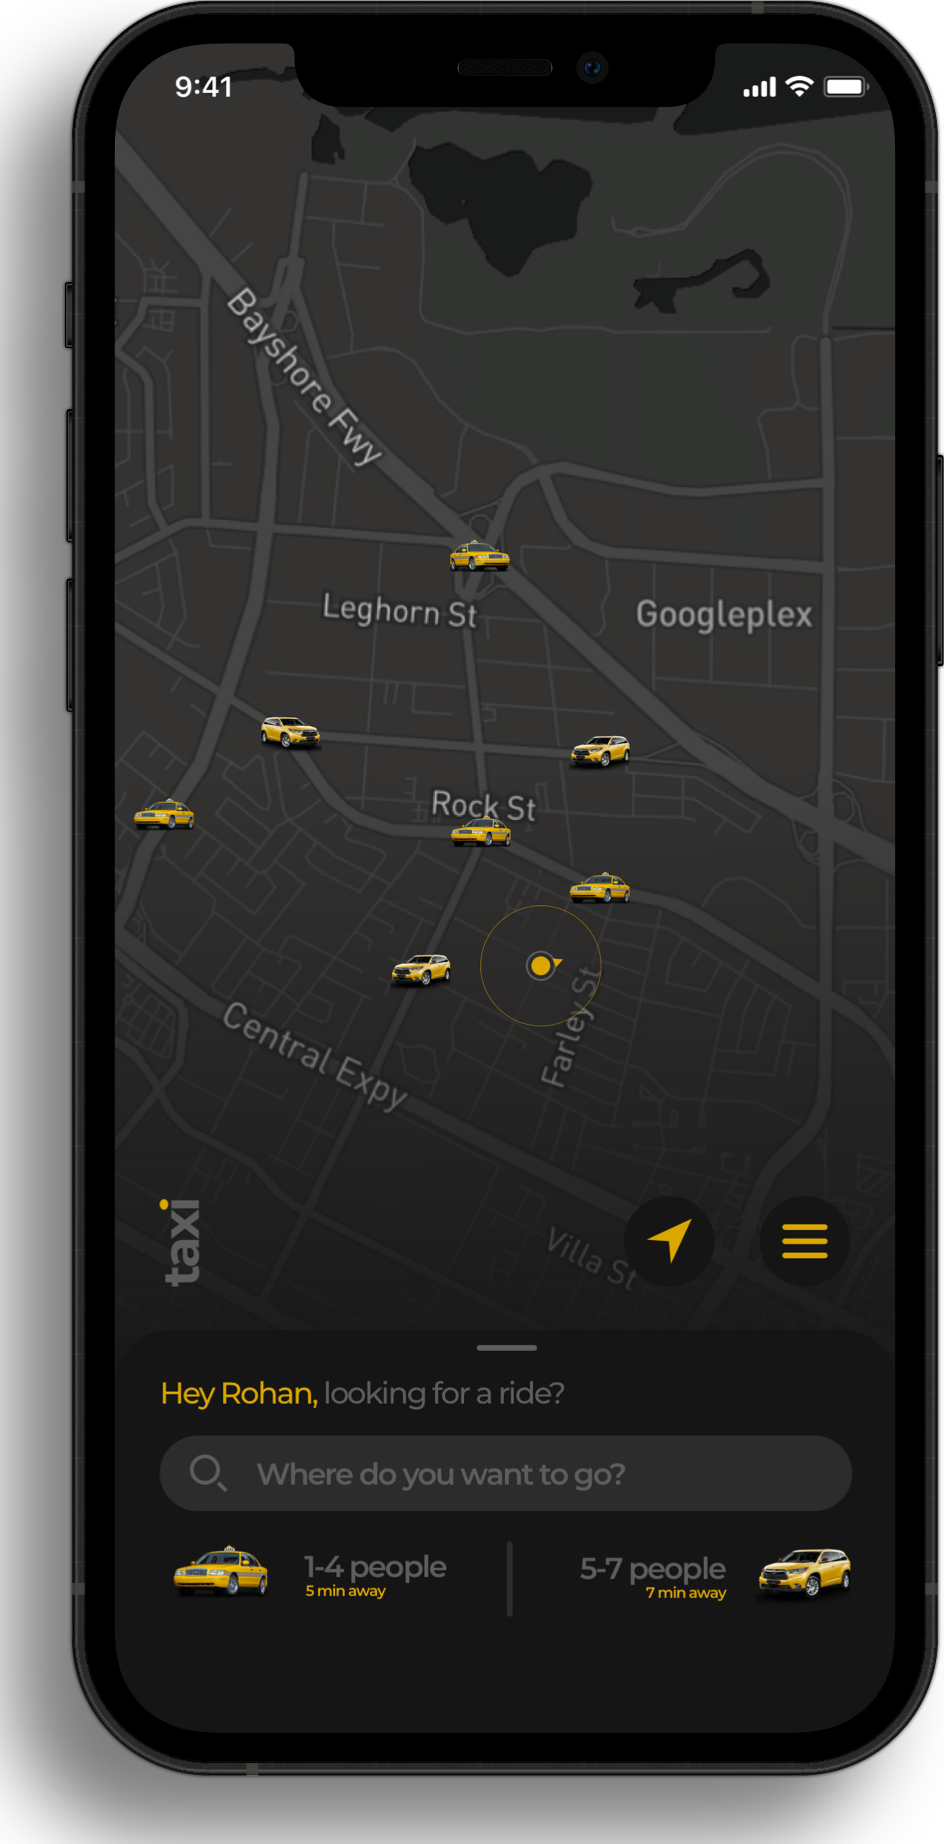 9:41
Bayshore Fwy
Leghorn St
Googleplex
Rock St
Farley St
Central Expy
Villa St
taxi
Hey Rohan, looking for a ride?
Where do you want to go?
1-4 people
5 min away
5-7 people
7 min away